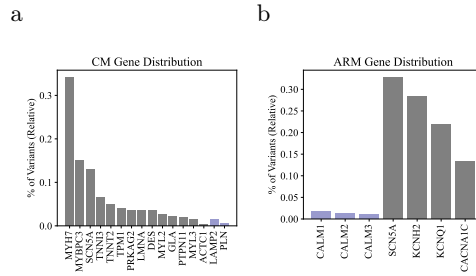 a
b
CM Gene Distribution
ARM Gene Distribution
% of Variants (Relative)
0.3
0.2
0.1
0.0
MYH7
MYBPC3
SCN5A
TNNI3
TNNT2
TPM1
PRKAG2
LMNA
DES
MYL2
GLA
PTPN11
MYL3
ACTC1
LAMP2
PLN
% of Variants (Relative)
0.30
0.25
0.20
0.15
0.10
0.05
0.00
CALM1
CALM2
CALM3
SCN5A
KCNH2
KCNQ1
CACNA1C